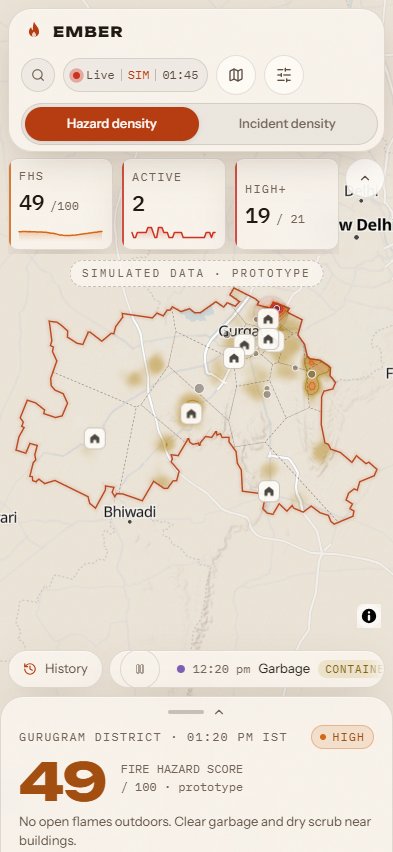 EMBER
Live | SIM | 01:45
Hazard density
Incident density
FHS
49 /100
ACTIVE
2
HIGH+
19 / 21
Delhi
w Delh
SIMULATED DATA · PROTOTYPE
Gurga
F
Bhiwadi
ari
History
12:20 pm Garbage CONTAINE
GURUGRAM DISTRICT · 01:20 PM IST
HIGH
49
FIRE HAZARD SCORE
/ 100 · prototype
No open flames outdoors. Clear garbage and dry scrub near
buildings.